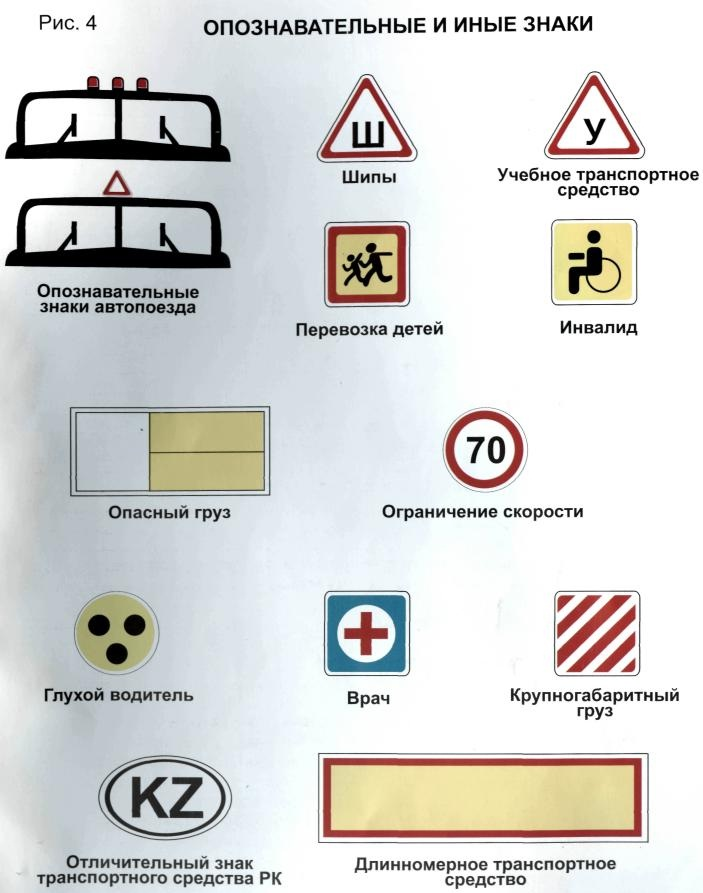 Рис. 4
ОПОЗНАВАТЕЛЬНЫЕ И ИНЫЕ ЗНАКИ
Ш
Шипы
У
Учебное транспортное
средство
Опознавательные
знаки автопоезда
Перевозка детей
Инвалид
Опасный груз
70
Ограничение скорости
Глухой водитель
Врач
Крупногабаритный
груз
KZ
Отличительный знак
транспортного средства РК
Длинномерное транспортное
средство